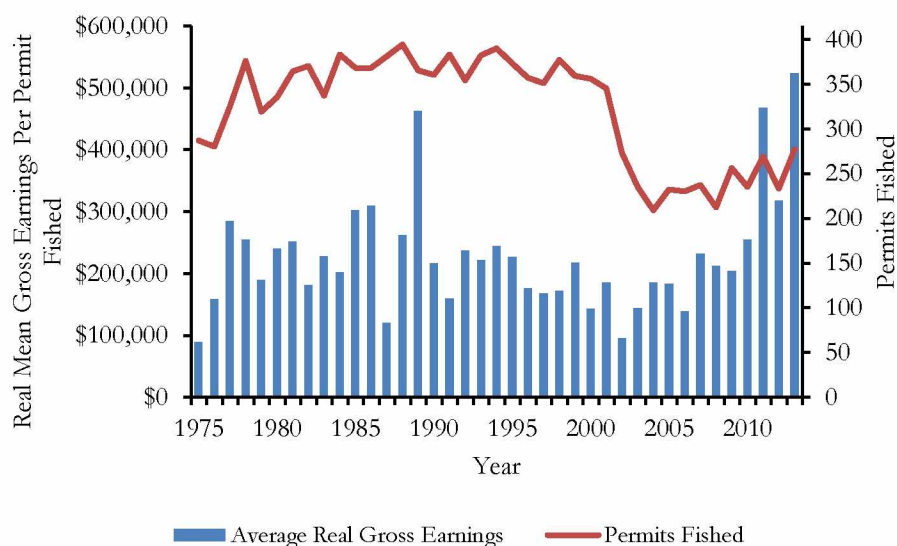 Real Mean Gross Earnings Per Permit
Fished
$600,000
$500,000
$400,000
$300,000
$200,000
$100,000
$0
400
350
300
250
200
150
100
50
0
Permits Fished
1975 1980 1985 1990 1995 2000 2005 2010
Year
Average Real Gross Earnings Permits Fished